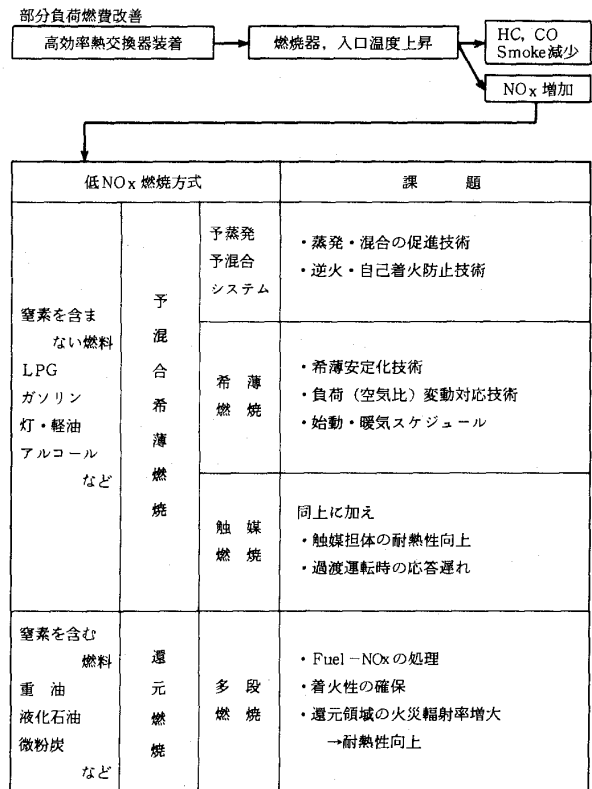 部分負荷燃費改善
高効率熱交換器装着
燃焼器,入口温度上昇
HC, CO
Smoke減少
NOx 増加
低NOx 燃焼方式
課 題
窒素を含ま
ない燃料
LPG
ガソリン
灯・軽油
アルコール
など
予混合希薄燃焼
予蒸発
予混合
システム
・蒸発・混合の促進技術
・逆火・自己着火防止技術
希 薄
燃 焼
・希薄安定化技術
・負荷(空気比)変動対応技術
・始動・暖気スケジュール
触 媒
燃 焼
同上に加え
・触媒担体の耐熱性向上
・過渡運転時の応答遅れ
窒素を含む
燃料
重 油
液化石油
微粉炭
など
還元燃焼
多 段
燃 焼
・Fuel-NOxの処理
・着火性の確保
・還元領域の火災輻射率増大
→耐熱性向上